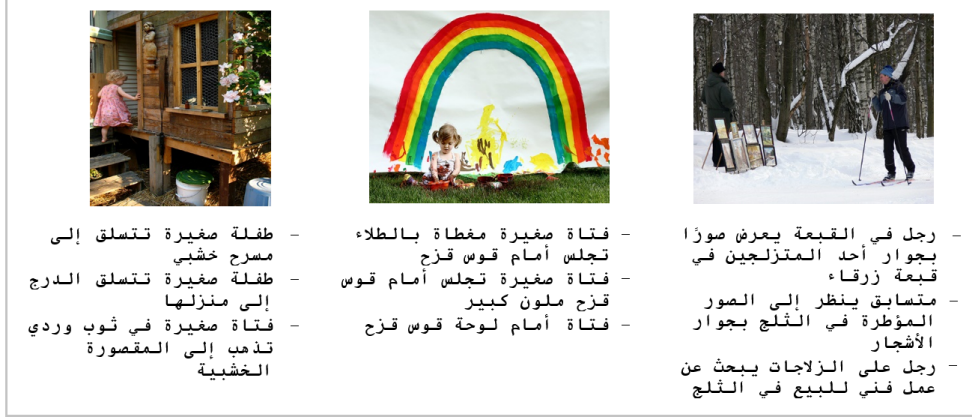 - رجل في القبعة يعرض صورًا
بجوار أحد المتزلجين في
قبعة زرقاء
- متسابق ينظر إلى الصور
المؤطرة في الثلج بجوار
الأشجار
- رجل على الزلاجات يبحث عن
عمل فني للبيع في الثلج
- فتاة صغيرة مغطاة بالطلاء
تجلس أمام قوس قزح
- فتاة صغيرة تجلس أمام قوس
قزح ملون كبير
- فتاة أمام لوحة قوس قزح
- طفلة صغيرة تتسلق إلى
مسرح خشبي
- طفلة صغيرة تتسلق الدرج
إلى منزلها
- فتاة صغيرة في ثوب وردي
تذهب إلى المقصورة
الخشبية